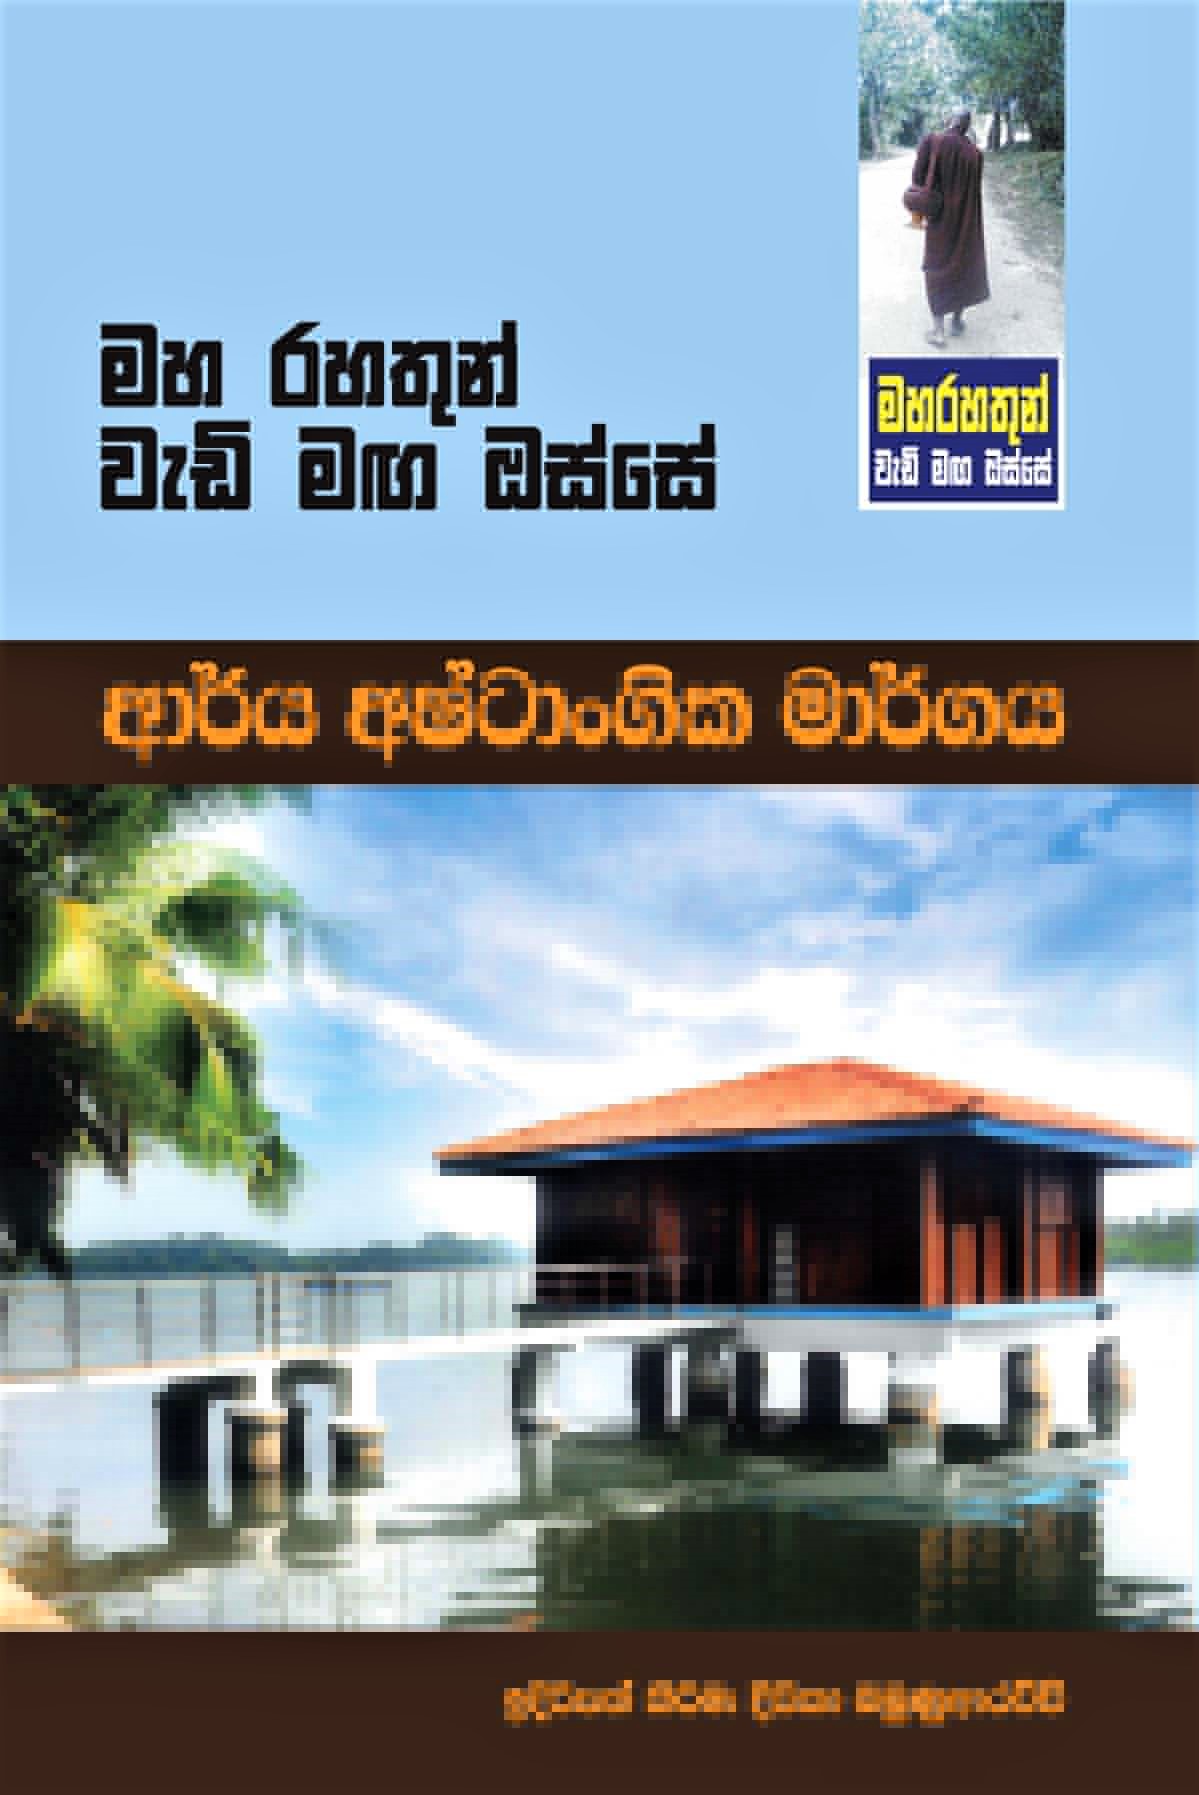 මහ රහතුන්
වැඩි මඟ ඔස්සේ
මහරහතුන්
වැඩි මඟ ඔස්සේ
ආර්ය අෂ්ටාංගික මාර්ගය